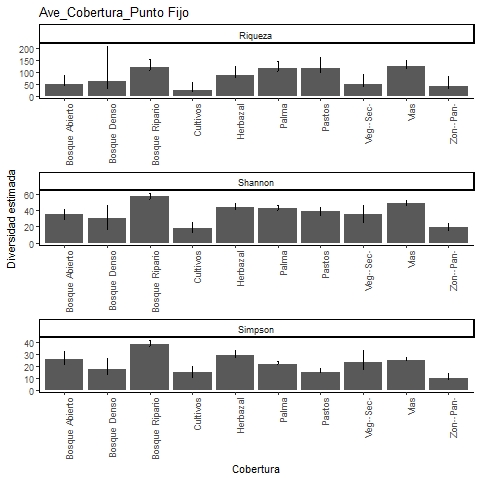 Ave_Cobertura_Punto Fijo
Diversidad estimada
Riqueza
200
150
100
50
0
Bosque Abierto
Bosque Denso
Bosque Ripario
Cultivos
Herbazal
Palma
Pastos
Veg--Sec-
Vias
Zon--Pan-
Shannon
60
40
20
0
Bosque Abierto
Bosque Denso
Bosque Ripario
Cultivos
Herbazal
Palma
Pastos
Veg--Sec-
Vias
Zon--Pan-
Simpson
40
30
20
10
0
Bosque Abierto
Bosque Denso
Bosque Ripario
Cultivos
Herbazal
Palma
Pastos
Veg--Sec-
Vias
Zon--Pan-
Cobertura